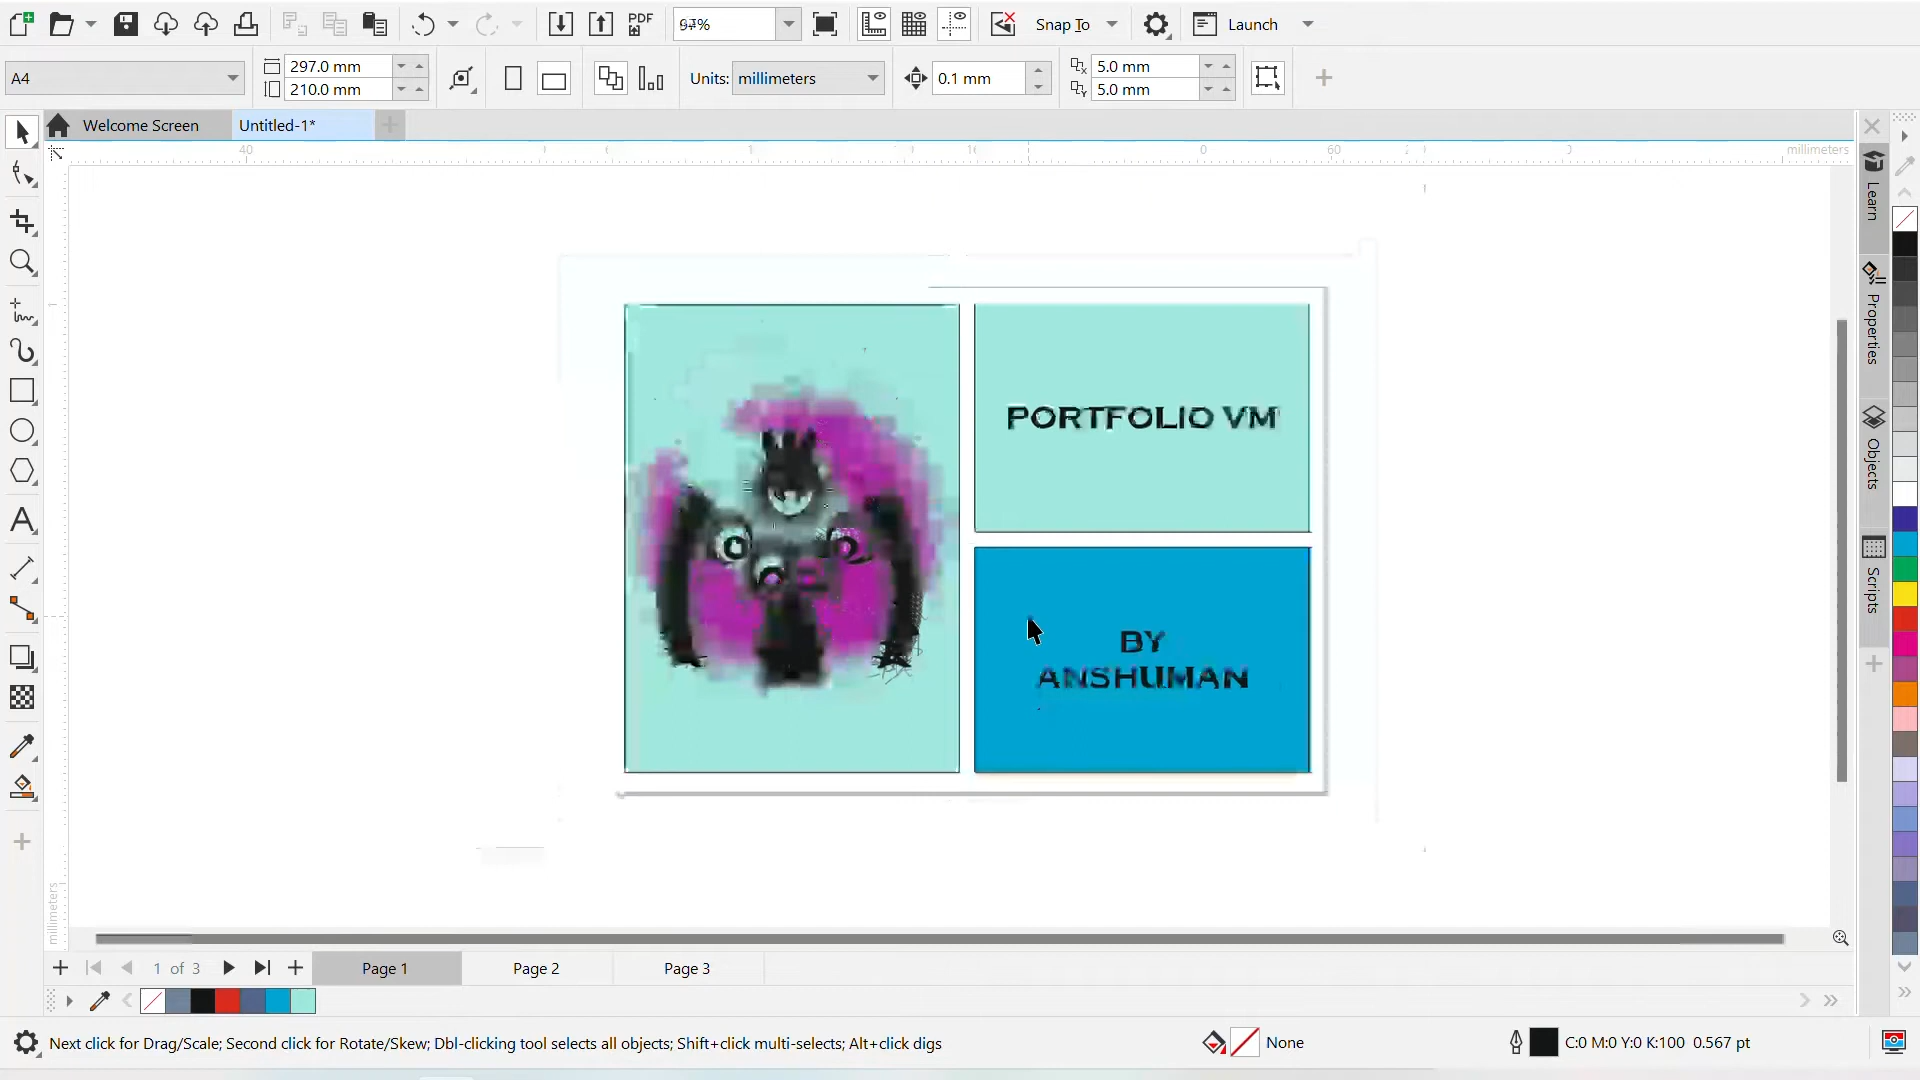 PDF
Snap To
Launch
A4
297.0 mm
210.0 mm
Units: millimeters
0.1 mm
5.0 mm
5.0 mm
Welcome Screen
Untitled-1*
millimeters
PORTFOLIO VM
BY
ANSHUMAN
Learn
Properties
Objects
Scripts
millimeters
1 of 3
Page 1
Page 2
Page 3
Next click for Drag/Scale; Second click for Rotate/Skew; Dbl-clicking tool selects all objects; Shift+click multi-selects; Alt+click digs
None
C:0 M:0 Y:0 K:100 0.567 pt